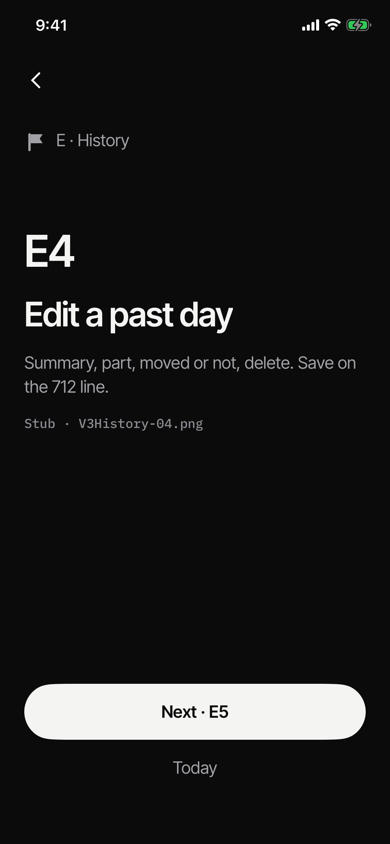 9:41
E · History
E4
Edit a past day
Summary, part, moved or not, delete. Save on
the 712 line.
Stub · V3History-04.png
Next · E5
Today